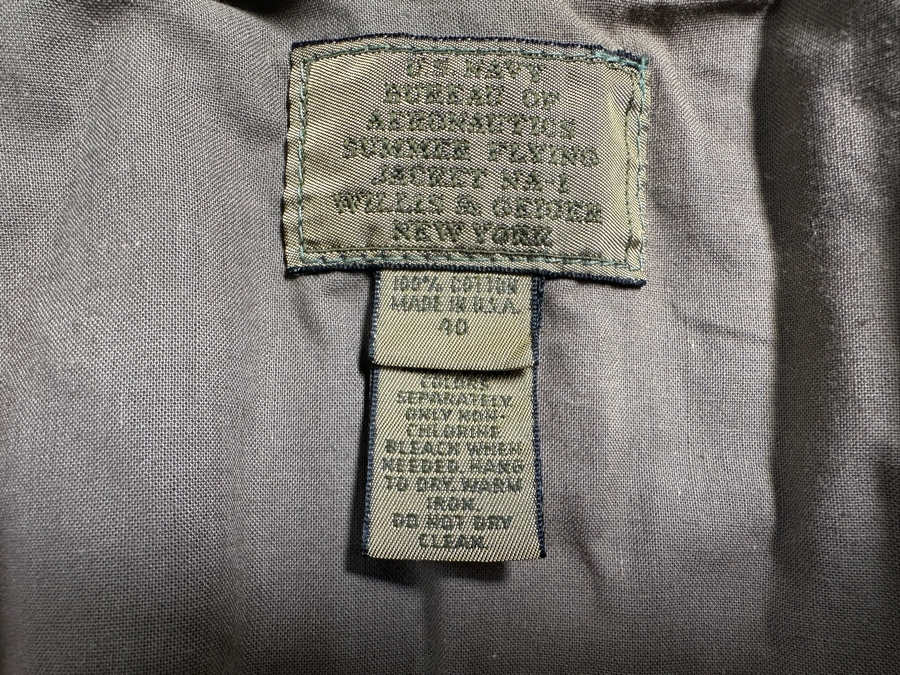 U.S. NAVY
BUREAU OF
AERONAUTICS
SUMMER FLYING
JACKET NA-1
WILLIS & GEIGER
NEW YORK
100% COTTON
MADE IN U.S.A.
40
COLORS
SEPARATELY.
ONLY NON-
CHLORINE
BLEACH WHEN
NEEDED. HANG
TO DRY. WARM
IRON.
DO NOT DRY
CLEAN.